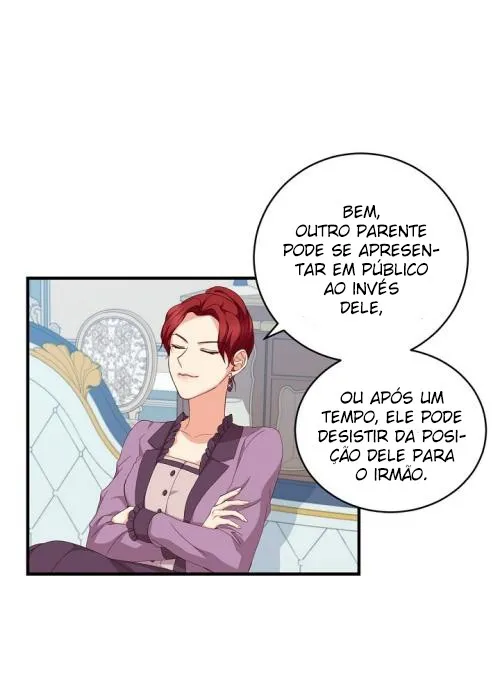 BEM,
OUTRO PARENTE
PODE SE APRESEN-
TAR EM PÚBLICO
AO INVÉS
DELE,
OU APÓS UM
TEMPO, ELE PODE
DESISTIR DA POSI-
ÇÃO DELE PARA
O IRMÃO.